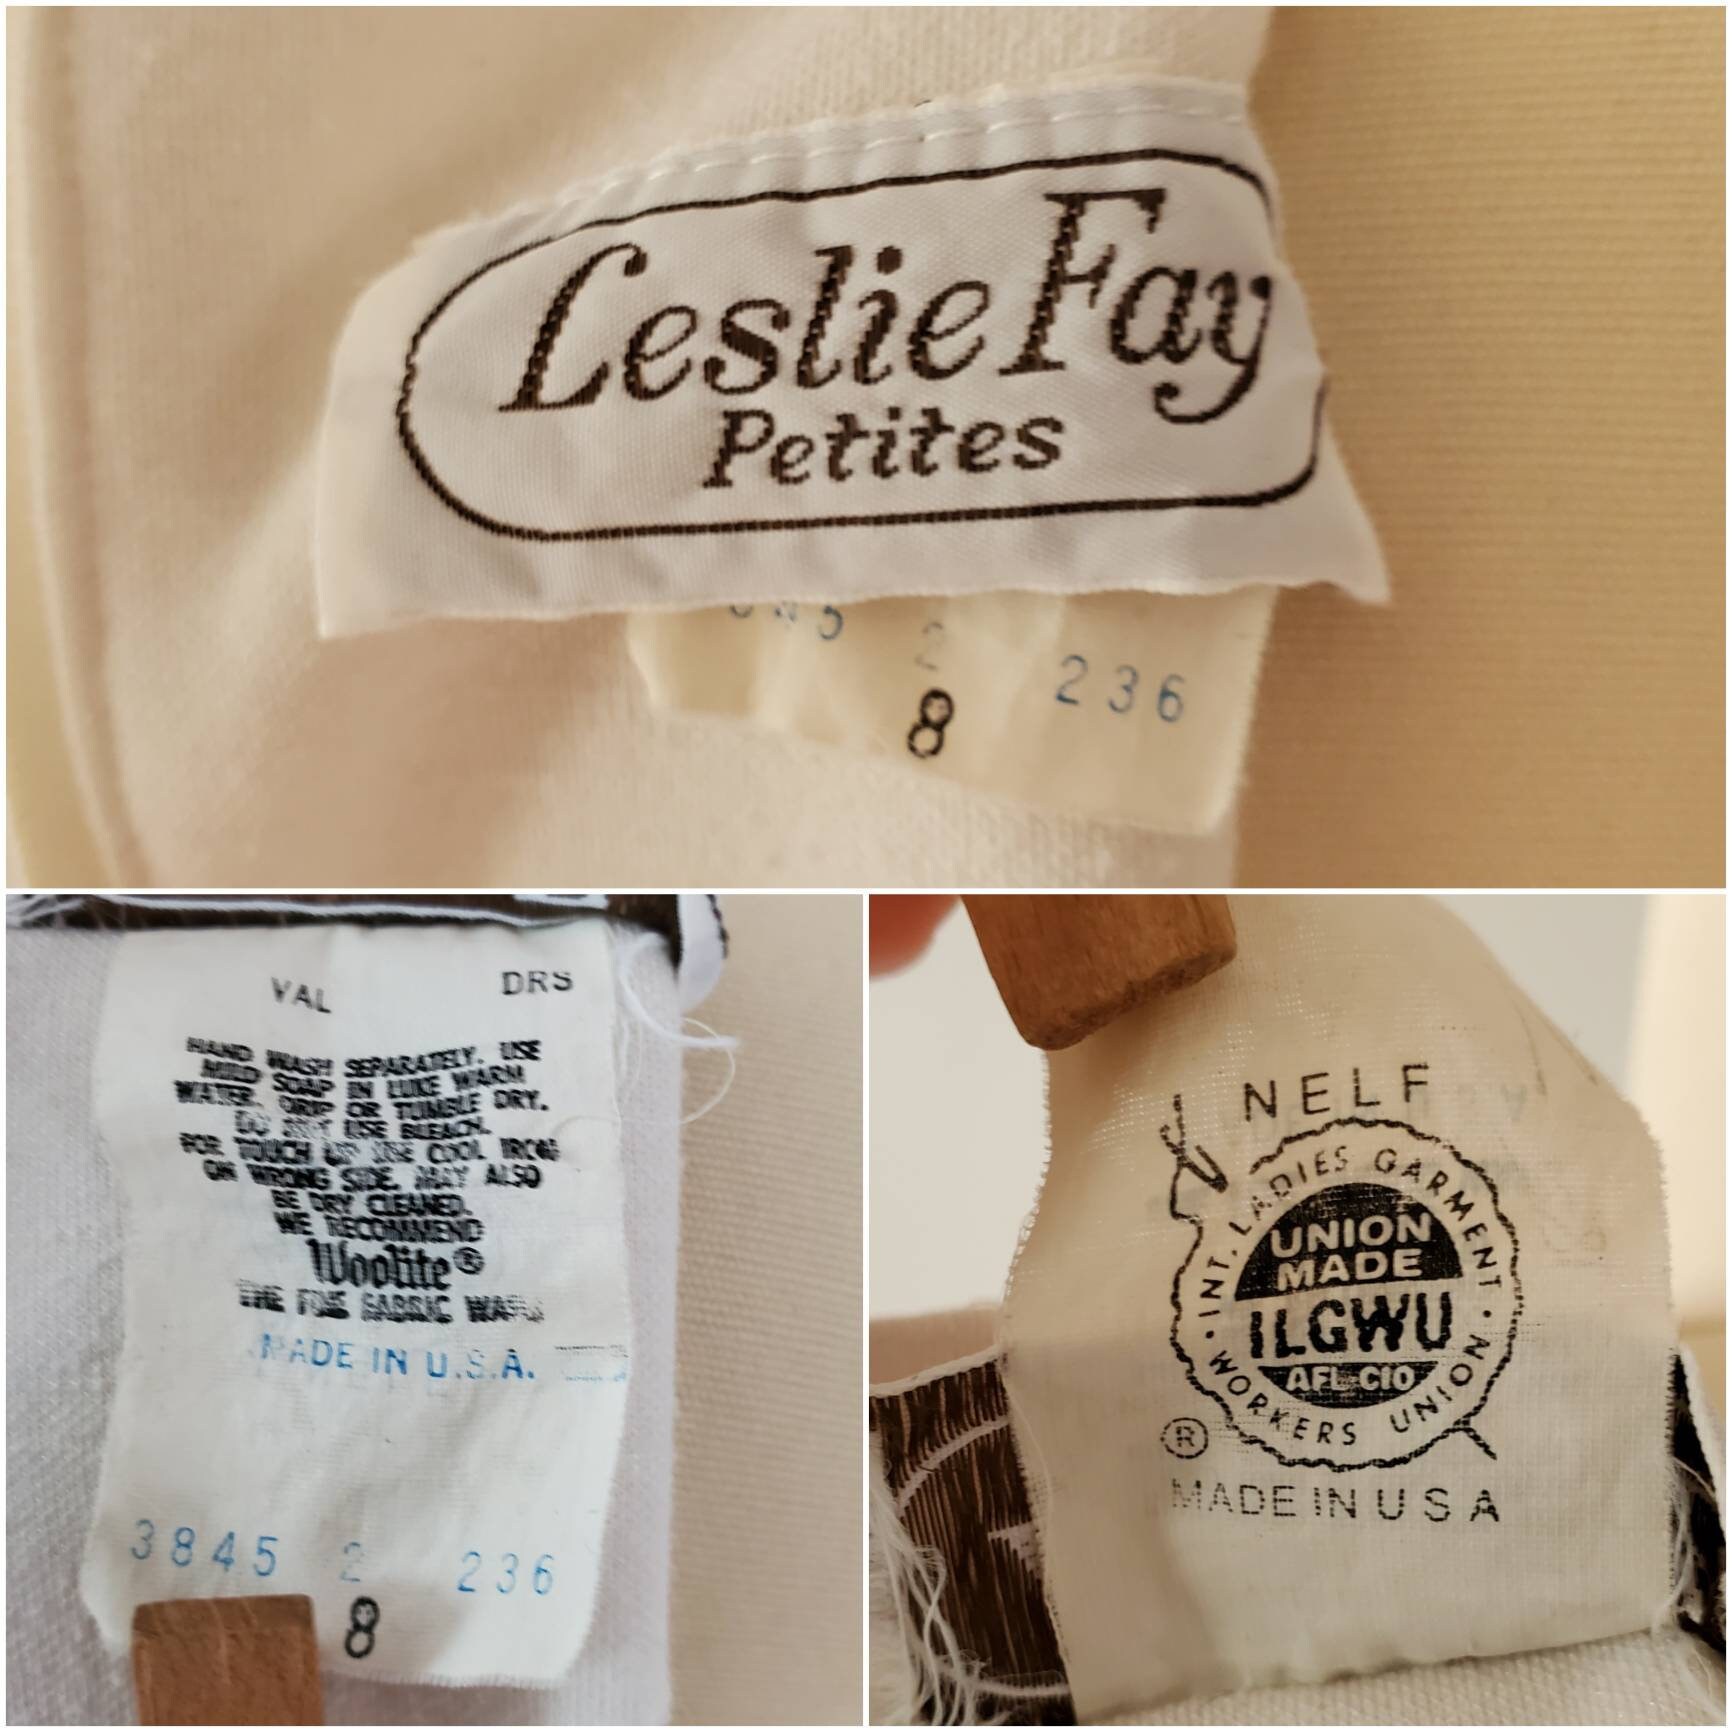 Leslie Fay
Petites
2 236
8
VAL DRS
HAND WASH SEPARATELY. USE
MILD SOAP IN LUKE WARM
WATER. DRIP OR TUMBLE DRY.
DO NOT USE BLEACH.
FOR TOUCH UP USE COOL IRON
ON WRONG SIDE. MAY ALSO
BE DRY CLEANED.
WE RECOMMEND
Woolite®
THE FABRIC
MADE IN U.S.A.
3845 2 236
8
NELF
INT. LADIES GARMENT · WORKERS UNION ·
UNION
MADE
ILGWU
AFL-CIO
®
MADE IN U S A